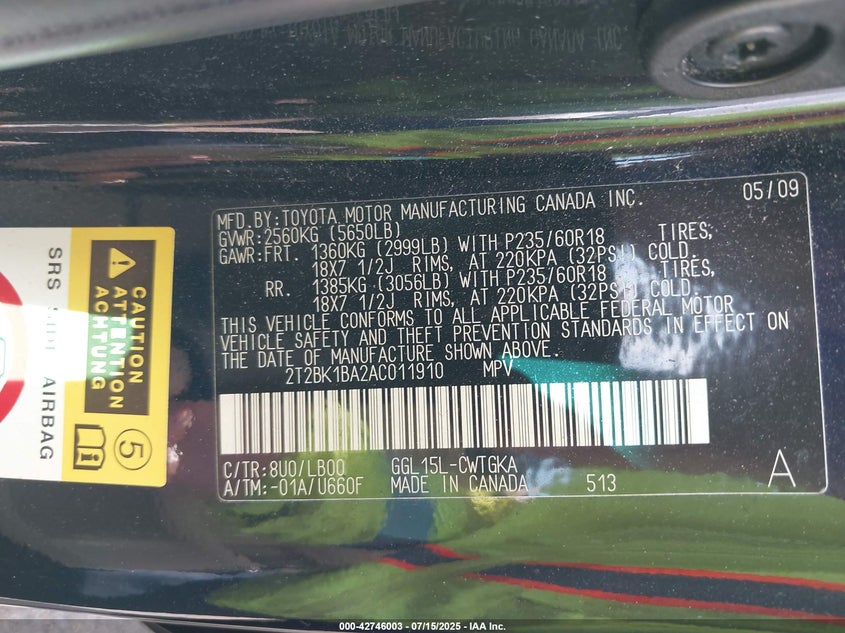 MFD. BY: TOYOTA MOTOR MANUFACTURING CANADA INC. 05/09
GVWR: 2560KG (5650LB)
GAWR: FRT. 1360KG (2999LB) WITH P235/60R18 TIRES,
18X7 1/2J RIMS, AT 220KPA (32PSI) COLD.
RR. 1385KG (3056LB) WITH P235/60R18 TIRES,
18X7 1/2J RIMS, AT 220KPA (32PSI) COLD.
THIS VEHICLE CONFORMS TO ALL APPLICABLE FEDERAL MOTOR
VEHICLE SAFETY AND THEFT PREVENTION STANDARDS IN EFFECT ON
THE DATE OF MANUFACTURE SHOWN ABOVE.
2T2BK1BA2AC011910 MPV
C/TR: 8U0/LB00 GGL15L-CWTGKA
A/TM: -01A/U660F MADE IN CANADA 513 A
CAUTION
ATTENTION
ACHTUNG
5
SRS SIDE AIRBAG
000-42746003 - 07/15/2025 - IAA Inc.